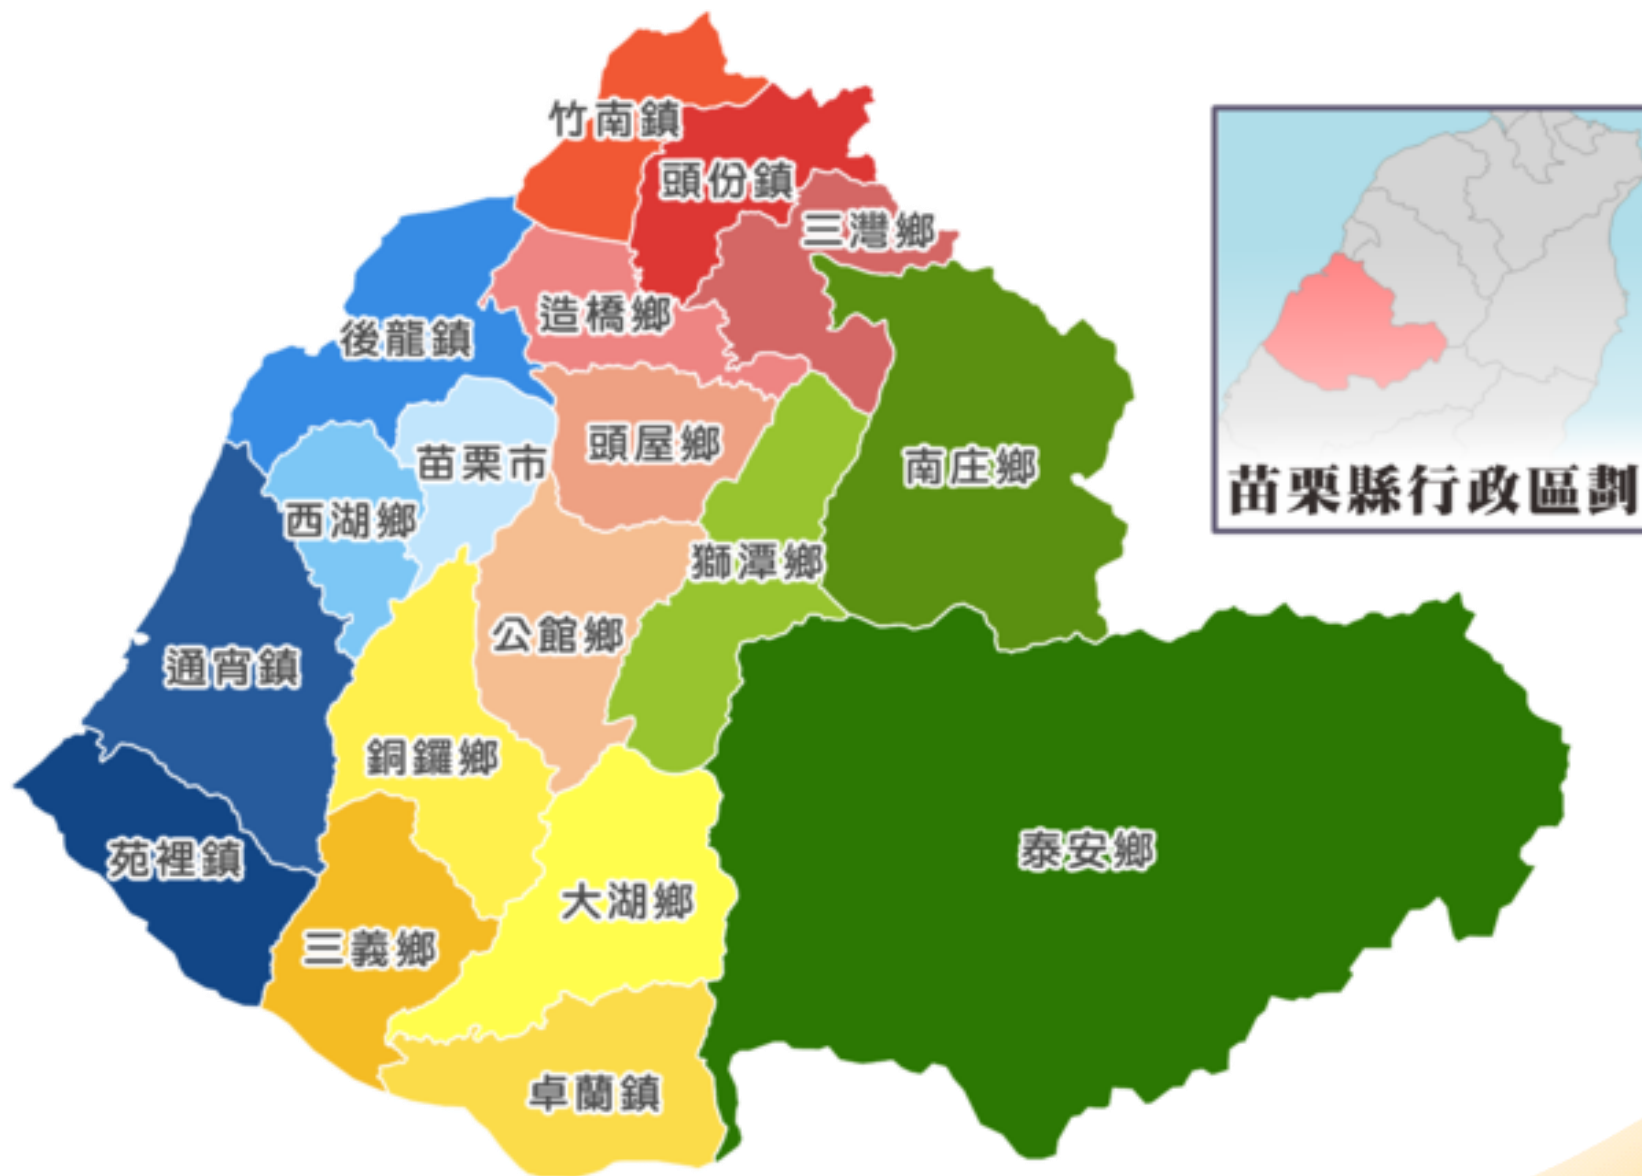 竹南鎮
頭份鎮
三灣鄉
造橋鄉
後龍鎮
頭屋鄉
苗栗市
南庄鄉
西湖鄉
獅潭鄉
公館鄉
通宵鎮
銅鑼鄉
泰安鄉
苑裡鎮
大湖鄉
三義鄉
卓蘭鎮
苗栗縣行政區劃